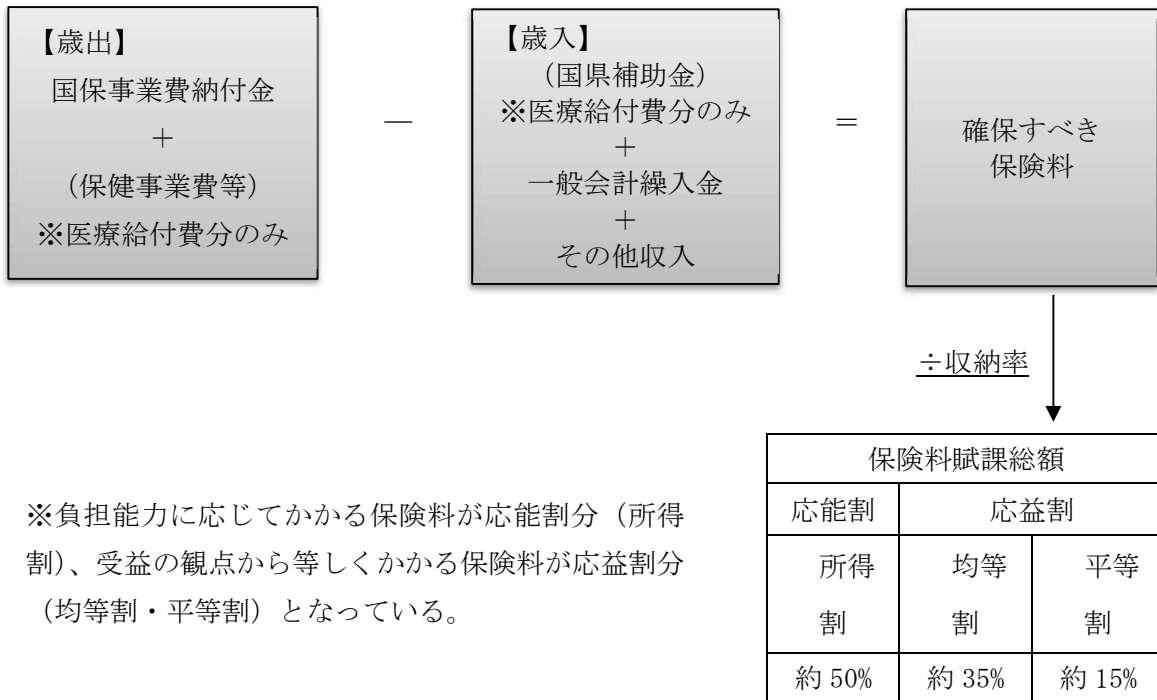 【歳出】
国保事業費納付金
＋
（保健事業費等）
※医療給付費分のみ
－
【歳入】
（国県補助金）
※医療給付費分のみ
＋
一般会計繰入金
＋
その他収入
＝
確保すべき
保険料
÷収納率
※負担能力に応じてかかる保険料が応能割分（所得
割）、受益の観点から等しくかかる保険料が応益割分
（均等割・平等割）となっている。
保険料賦課総額
応能割 応益割
所得 均等 平等
割 割 割
約 50% 約 35% 約 15%